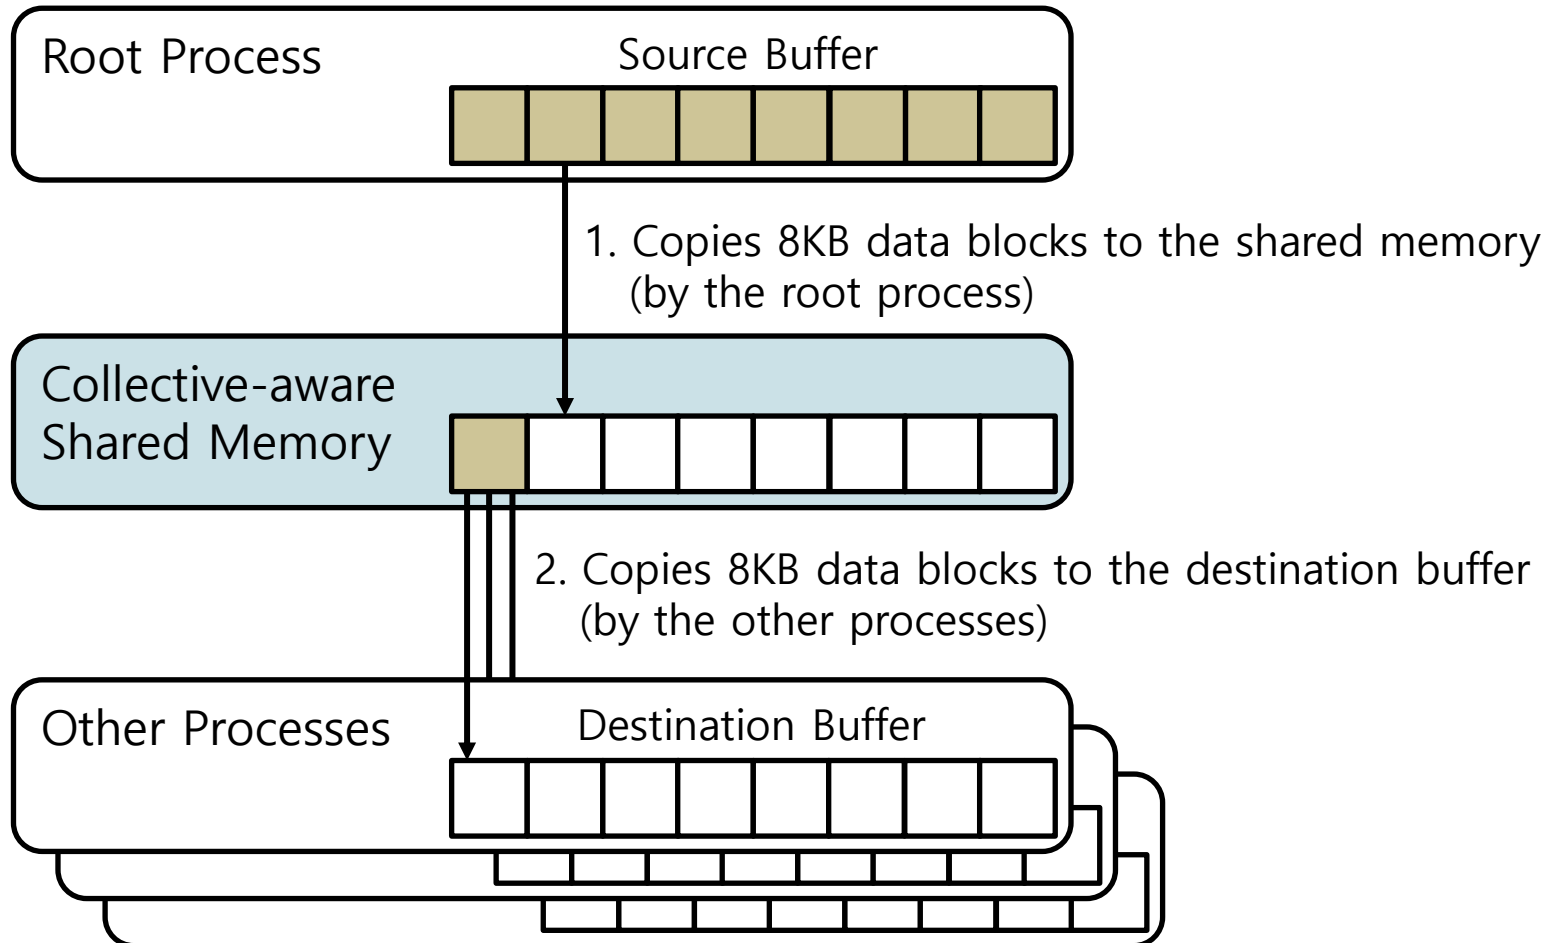 Root Process
Source Buffer
1. Copies 8KB data blocks to the shared memory
(by the root process)
Collective-aware
Shared Memory
2. Copies 8KB data blocks to the destination buffer
(by the other processes)
Other Processes
Destination Buffer